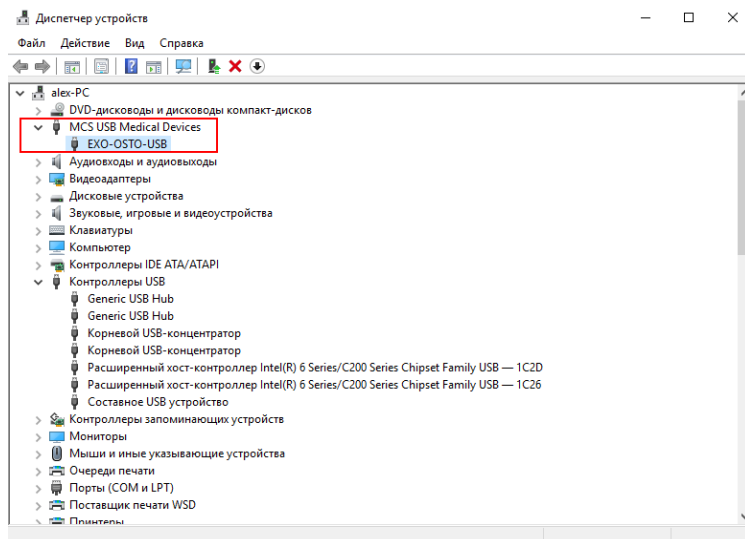 Диспетчер устройств
Файл Действие Вид Справка
alex-PC
DVD-дисководы и дисководы компакт-дисков
MCS USB Medical Devices
EXO-OSTO-USB
Аудиовходы и аудиовыходы
Видеоадаптеры
Дисковые устройства
Звуковые, игровые и видеоустройства
Клавиатуры
Компьютер
Контроллеры IDE ATA/ATAPI
Контроллеры USB
Generic USB Hub
Generic USB Hub
Корневой USB-концентратор
Корневой USB-концентратор
Расширенный хост-контроллер Intel(R) 6 Series/C200 Series Chipset Family USB — 1C2D
Расширенный хост-контроллер Intel(R) 6 Series/C200 Series Chipset Family USB — 1C26
Составное USB устройство
Контроллеры запоминающих устройств
Мониторы
Мыши и иные указывающие устройства
Очереди печати
Порты (COM и LPT)
Поставщик печати WSD
Принтеры